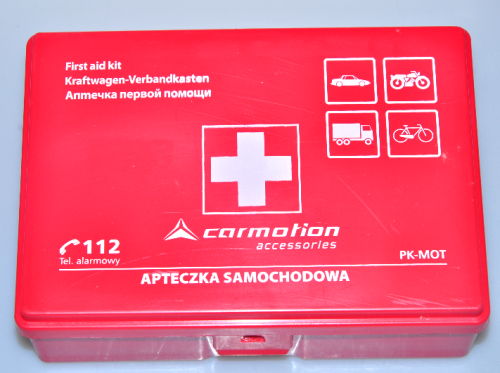 First aid kit
Kraftwagen-Verbandkasten
Аптечка первой помощи
carmotion
accessories
112
Tel. alarmowy
PK-MOT
APTECZKA SAMOCHODOWA